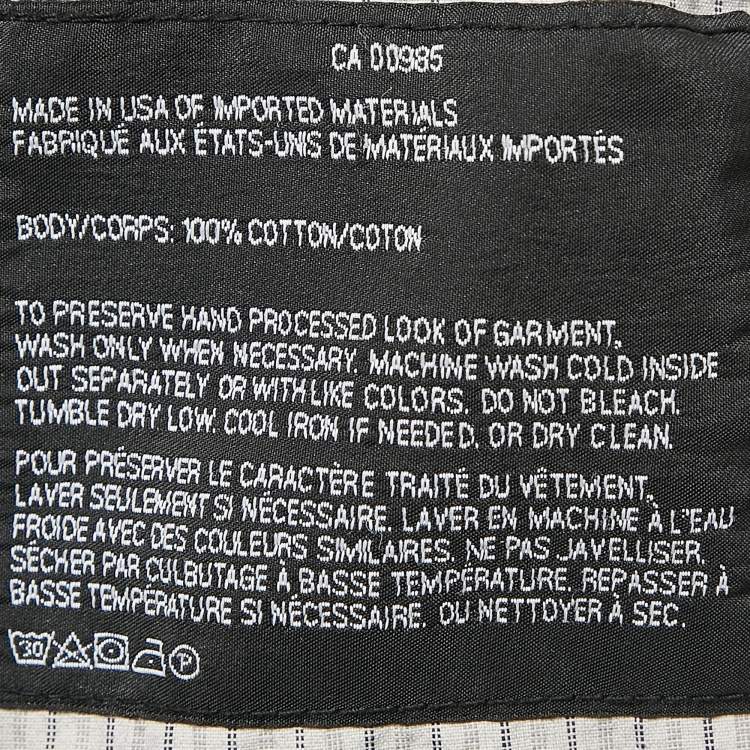 CA 00985
MADE IN USA OF IMPORTED MATERIALS
FABRIQUÉ AUX ÉTATS-UNIS DE MATÉRIAUX IMPORTÉS
BODY/CORPS: 100% COTTON/COTON
TO PRESERVE HAND PROCESSED LOOK OF GARMENT,
WASH ONLY WHEN NECESSARY. MACHINE WASH COLD INSIDE
OUT SEPARATELY OR WITH LIKE COLORS. DO NOT BLEACH.
TUMBLE DRY LOW. COOL IRON IF NEEDED. OR DRY CLEAN.
POUR PRÉSERVER LE CARACTÈRE TRAITÉ DU VÊTEMENT,
LAVER SEULEMENT SI NÉCESSAIRE. LAVER EN MACHINE À L'EAU
FROIDE AVEC DES COULEURS SIMILAIRES. NE PAS JAVELLISER.
SÉCHER PAR CULBUTAGE À BASSE TEMPÉRATURE. REPASSER À
BASSE TEMPÉRATURE SI NÉCESSAIRE. OU NETTOYER À SEC.
30 P